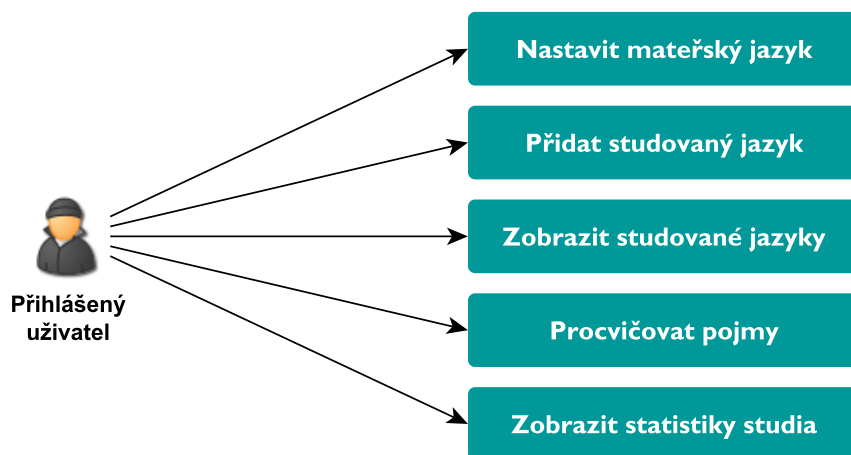 Nastavit mateřský jazyk
Přidat studovaný jazyk
Zobrazit studované jazyky
Procvičovat pojmy
Zobrazit statistiky studia
Přihlášený
uživatel